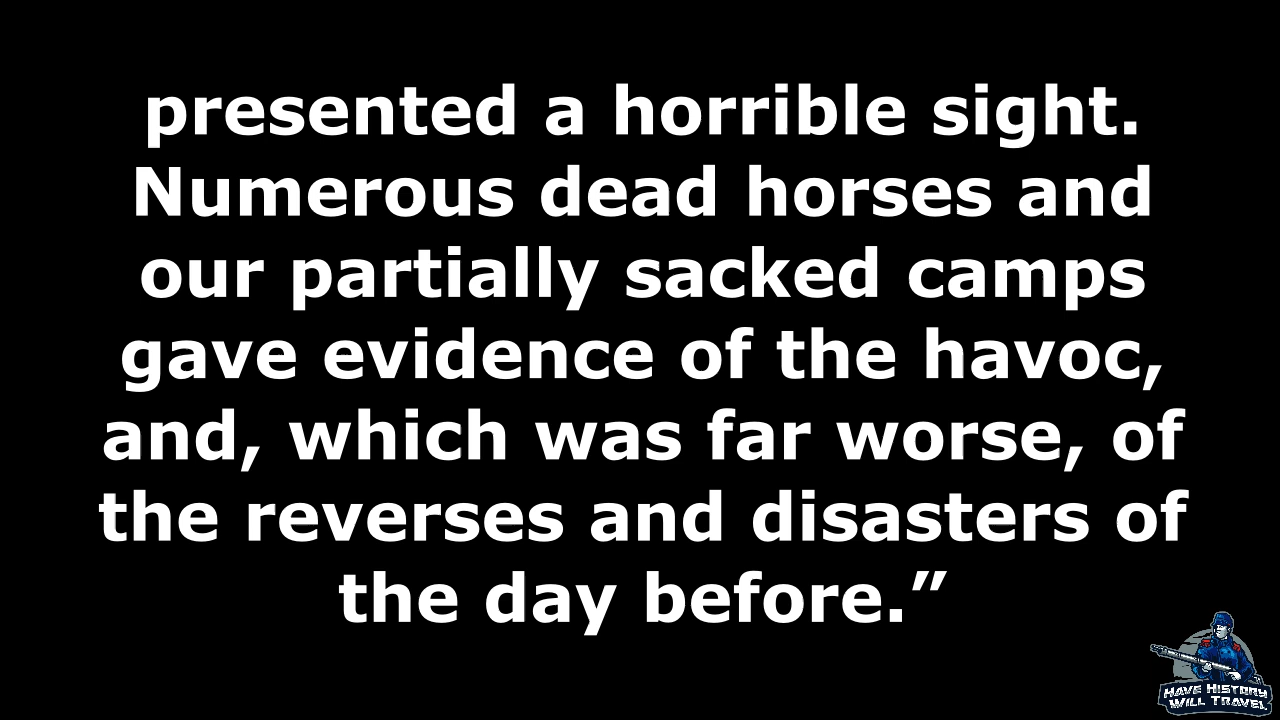 presented a horrible sight.
Numerous dead horses and
our partially sacked camps
gave evidence of the havoc,
and, which was far worse, of
the reverses and disasters of
the day before.”
HAVE HISTORY
WILL TRAVEL